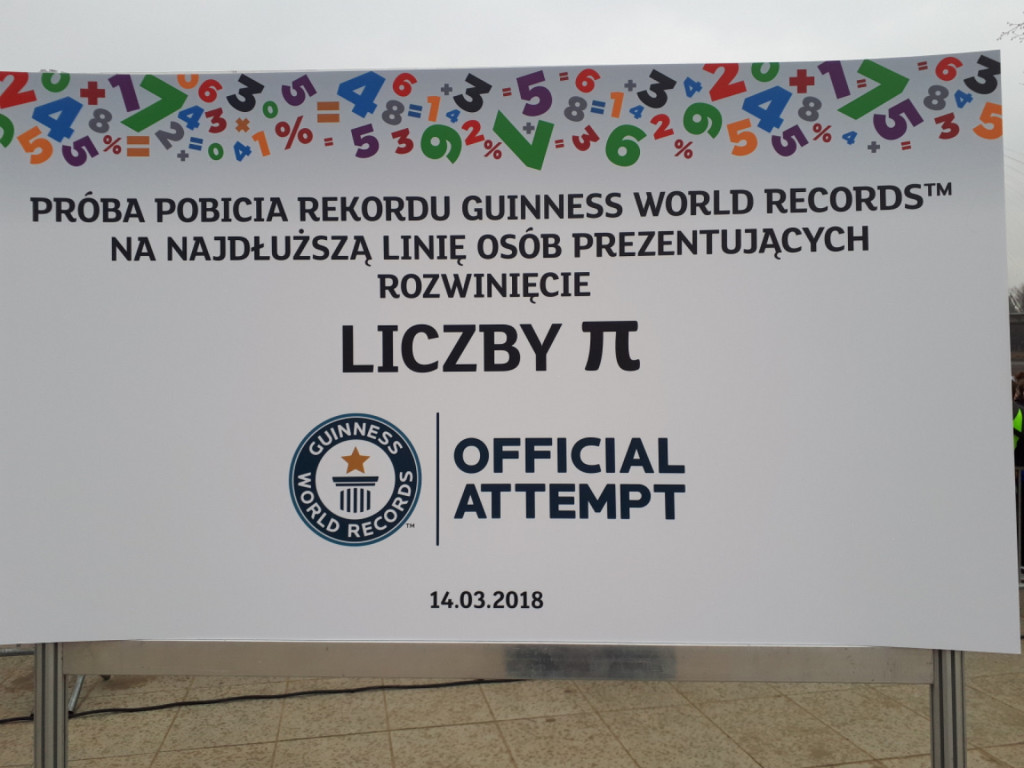 PRÓBA POBICIA REKORDU GUINNESS WORLD RECORDS™
NA NAJDŁUŻSZĄ LINIĘ OSÓB PREZENTUJĄCYCH
ROZWINIĘCIE
LICZBY π
GUINNESS
WORLD RECORDS™
OFFICIAL
ATTEMPT
14.03.2018